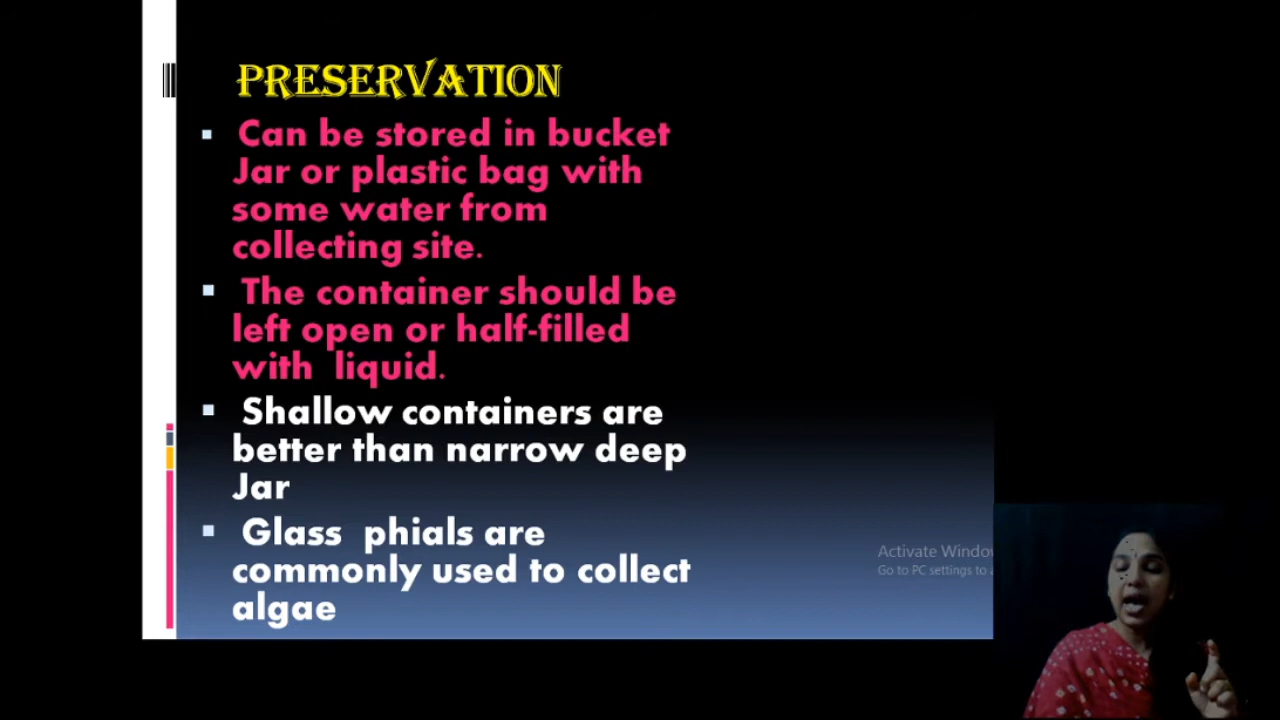 PRESERVATION
Can be stored in bucket
Jar or plastic bag with
some water from
collecting site.
The container should be
left open or half-filled
with liquid.
Shallow containers are
better than narrow deep
Jar
Glass phials are
commonly used to collect
algae
Activate Windo
Go to PC settings to a